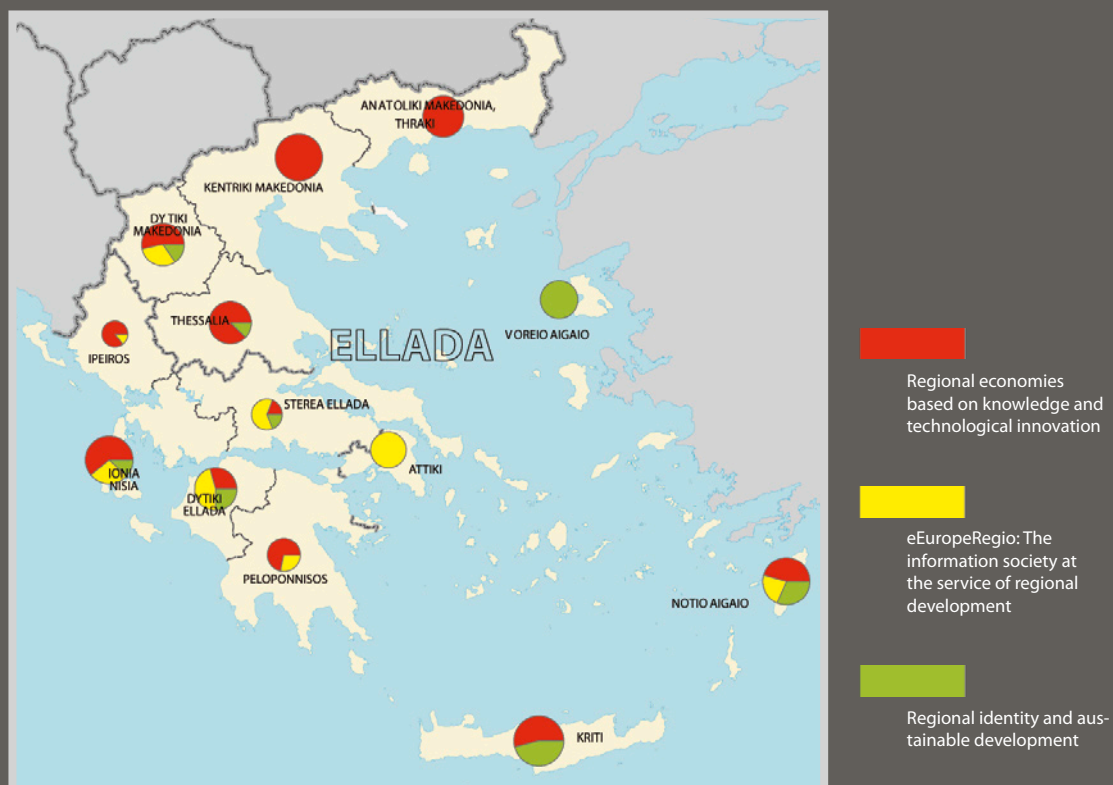 ANATOLIKI MAKEDONIA,
THRAKI
KENTRIKI MAKEDONIA
DYTIKI
MAKEDONIA
THESSALIA
IPEIROS
ELLADA
VOREIO AIGAIO
STEREA ELLADA
ATTIKI
IONIA
NISIA
DYTIKI
ELLADA
PELOPONNISOS
NOTIO AIGAIO
KRITI
Regional economies
based on knowledge and
technological innovation
eEuropeRegio: The
information society at
the service of regional
development
Regional identity and aus-
tainable development